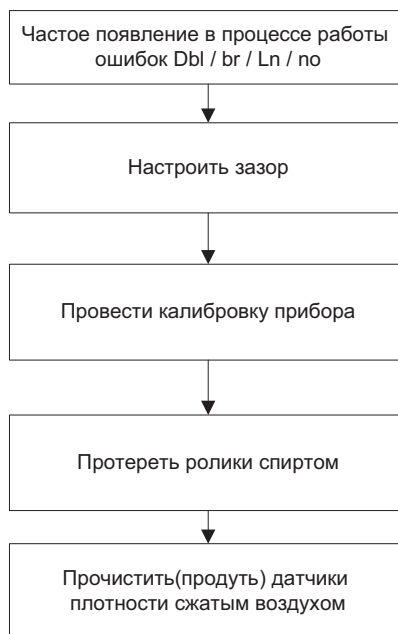 Частое появление в процессе работы
ошибок Dbl / br / Ln / no
Настроить зазор
Провести калибровку прибора
Протереть ролики спиртом
Прочистить(продуть) датчики
плотности сжатым воздухом